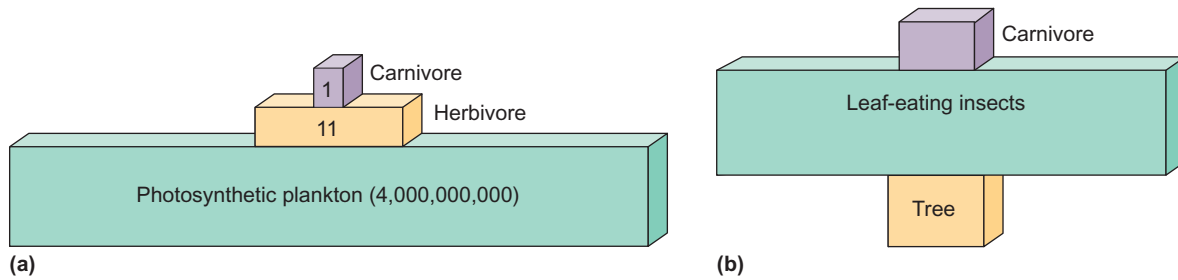 1
Carnivore
11
Herbivore
Photosynthetic plankton (4,000,000,000)
(a)
Carnivore
Leaf-eating insects
Tree
(b)